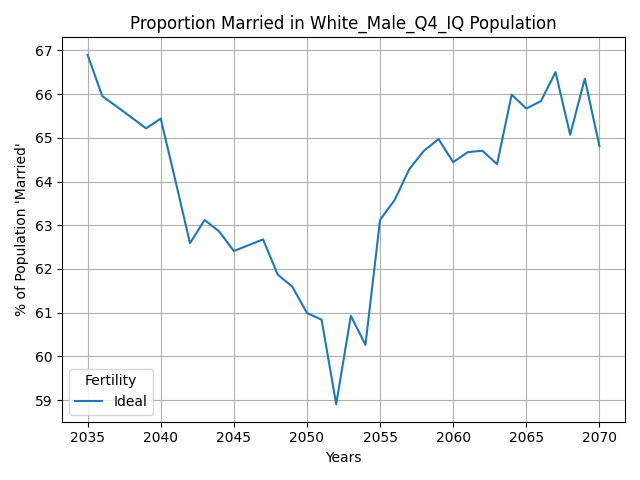 Proportion Married in White_Male_Q4_IQ Population
% of Population 'Married'
67
66
65
64
63
62
61
60
59
Fertility
Ideal
2035 2040 2045 2050 2055 2060 2065 2070
Years